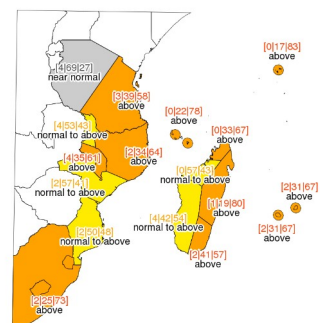 [0|17|83]
above
[4|69|27]
near normal
[3|39|58]
above
[0|22|78]
above
[4|53|43]
normal to above
[0|33|67]
above
[2|34|64]
above
[4|35|61]
above
[0|57|43]
normal to above
[2|57|41]
normal to above
[1|19|80]
above
[2|31|67]
above
[4|42|54]
normal to above
[2|31|67]
above
[2|50|48]
normal to above
[2|41|57]
above
[2|25|73]
above